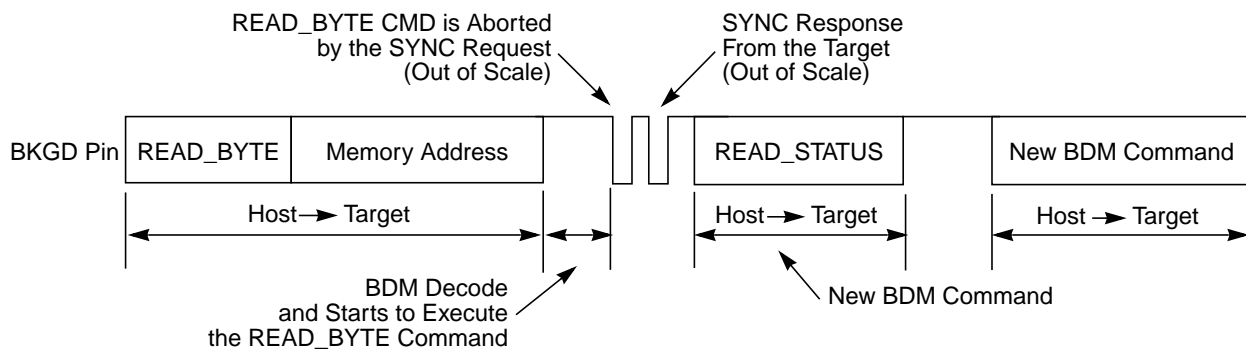 READ_BYTE CMD is Aborted
by the SYNC Request
(Out of Scale)
SYNC Response
From the Target
(Out of Scale)
BKGD Pin
READ_BYTE
Memory Address
READ_STATUS
New BDM Command
Host Target
Host Target
Host Target
BDM Decode
and Starts to Execute
the READ_BYTE Command
New BDM Command